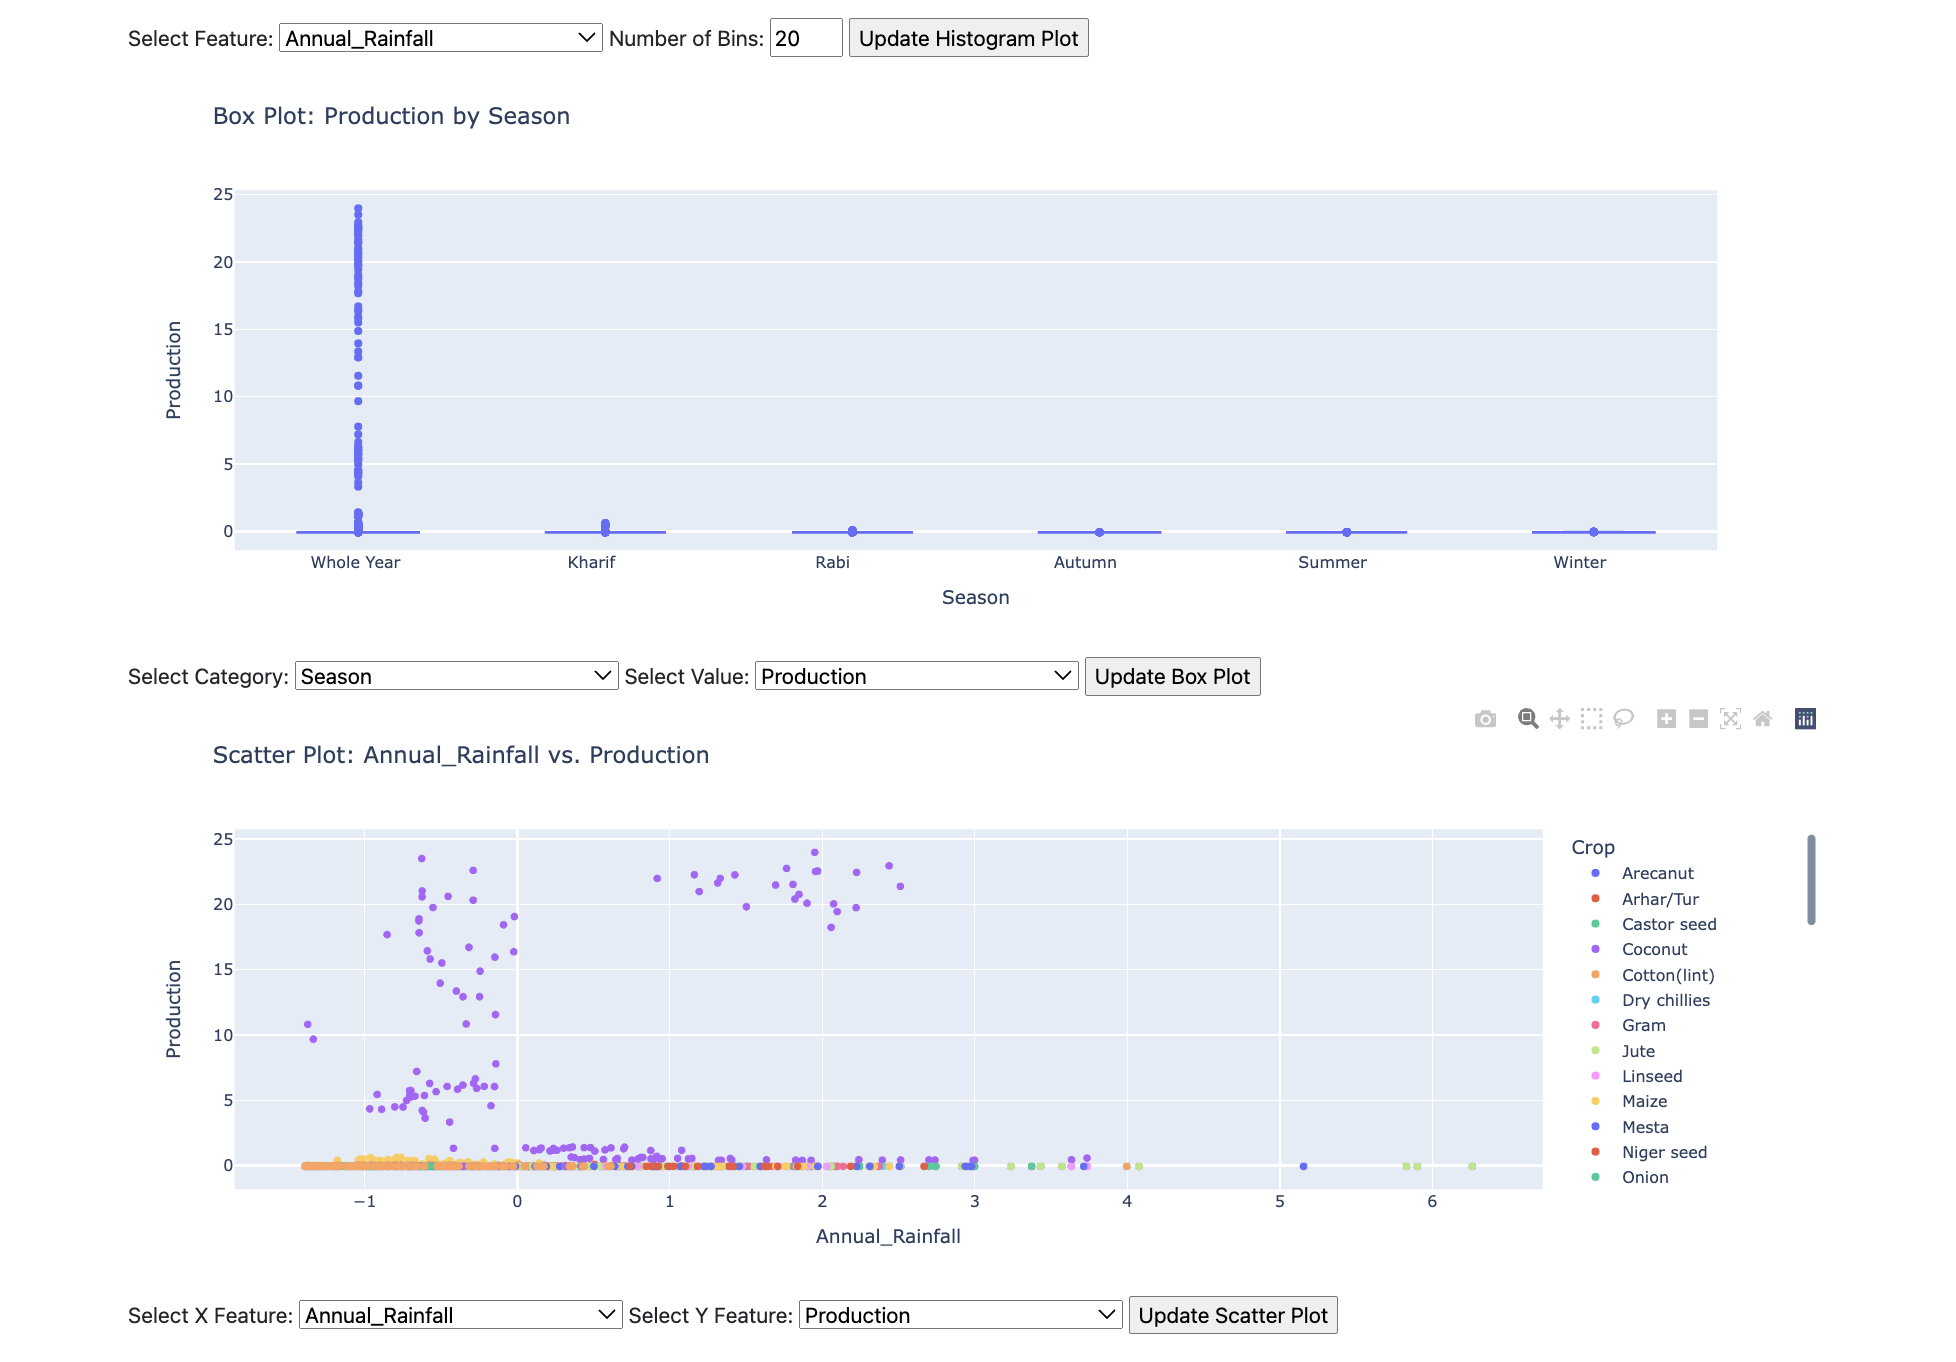 Select Feature: Annual_Rainfall Number of Bins: 20 Update Histogram Plot
Box Plot: Production by Season
25
20
15
10
5
0
Production
Whole Year Kharif Rabi Autumn Summer Winter
Season
Select Category: Season Select Value: Production Update Box Plot
Scatter Plot: Annual_Rainfall vs. Production
25
20
15
10
5
0
Production
−1 0 1 2 3 4 5 6
Annual_Rainfall
Crop
Arecanut
Arhar/Tur
Castor seed
Coconut
Cotton(lint)
Dry chillies
Gram
Jute
Linseed
Maize
Mesta
Niger seed
Onion
Select X Feature: Annual_Rainfall Select Y Feature: Production Update Scatter Plot